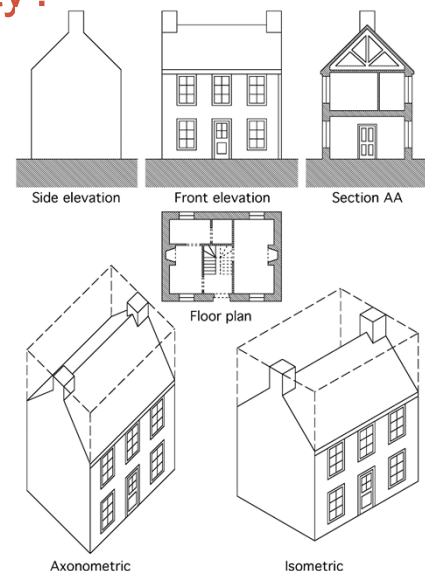 y?
Side elevation
Front elevation
Section AA
Floor plan
Axonometric
Isometric